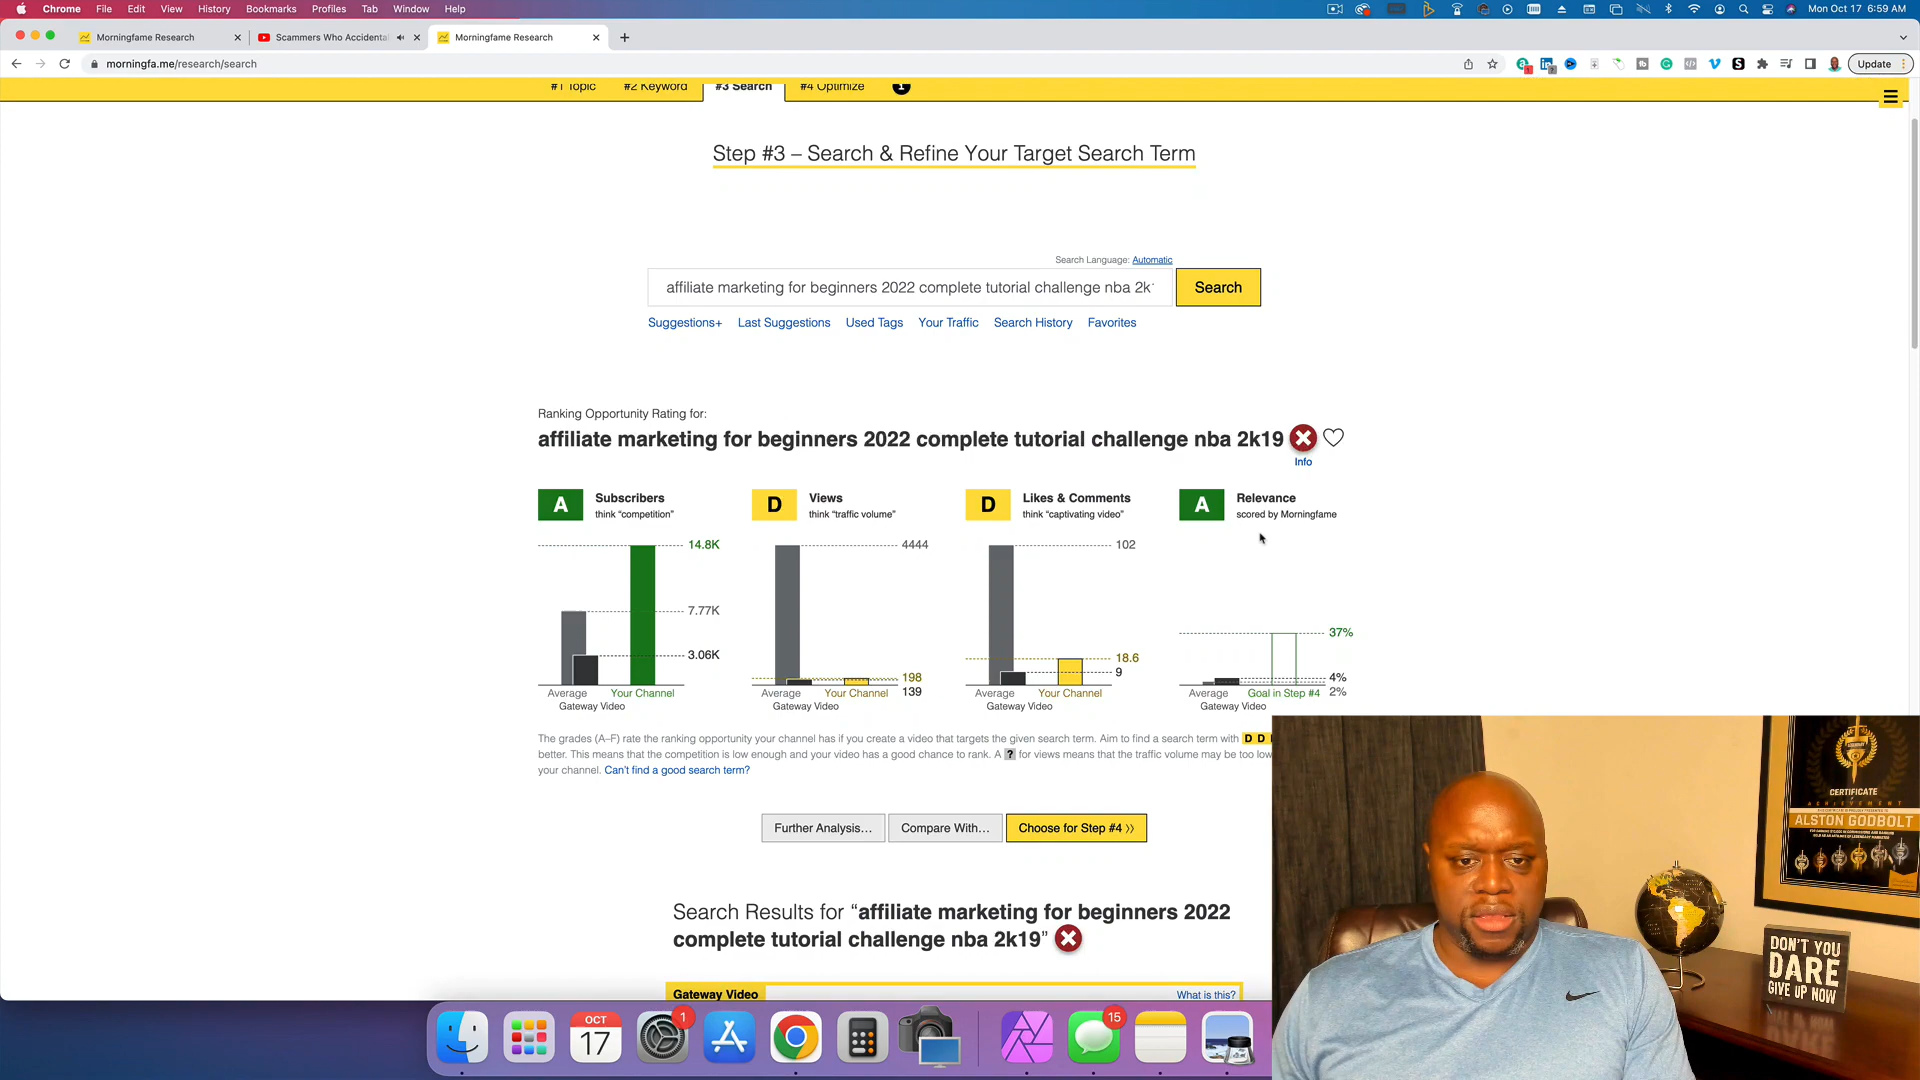 Chrome File Edit View History Bookmarks Profiles Tab Window Help Mon Oct 17 6:59 AM
Morningfame Research Scammers Who Accidenta Morningfame Research
morningfa.me/research/search Update
#1 Topic #2 Keyword #3 Search #4 Optimize 1
Step #3 – Search & Refine Your Target Search Term
Search Language: Automatic
affiliate marketing for beginners 2022 complete tutorial challenge nba 2k Search
Suggestions+ Last Suggestions Used Tags Your Traffic Search History Favorites
Ranking Opportunity Rating for:
affiliate marketing for beginners 2022 complete tutorial challenge nba 2k19
Info
A Subscribers
think “competition”
14.8K
7.77K
3.06K
Average Your Channel
Gateway Video
D Views
think “traffic volume”
4444
198
139
Average Your Channel
Gateway Video
D Likes & Comments
think “captivating video”
102
18.6
9
Average Your Channel
Gateway Video
A Relevance
scored by Morningfame
37%
4%
2%
Average Goal in Step #4
Gateway Video
The grades (A–F) rate the ranking opportunity your channel has if you create a video that targets the given search term. Aim to find a search term with D D
better. This means that the competition is low enough and your video has a good chance to rank. A ? for views means that the traffic volume may be too low
your channel. Can't find a good search term?
Further Analysis... Compare With... Choose for Step #4
Search Results for “affiliate marketing for beginners 2022
complete tutorial challenge nba 2k19”
Gateway Video What is this?
OCT
17
1
15
CERTIFICATE
ACHIEVEMENT
ALSTON GODBOLT
DON'T YOU
DARE
GIVE UP NOW